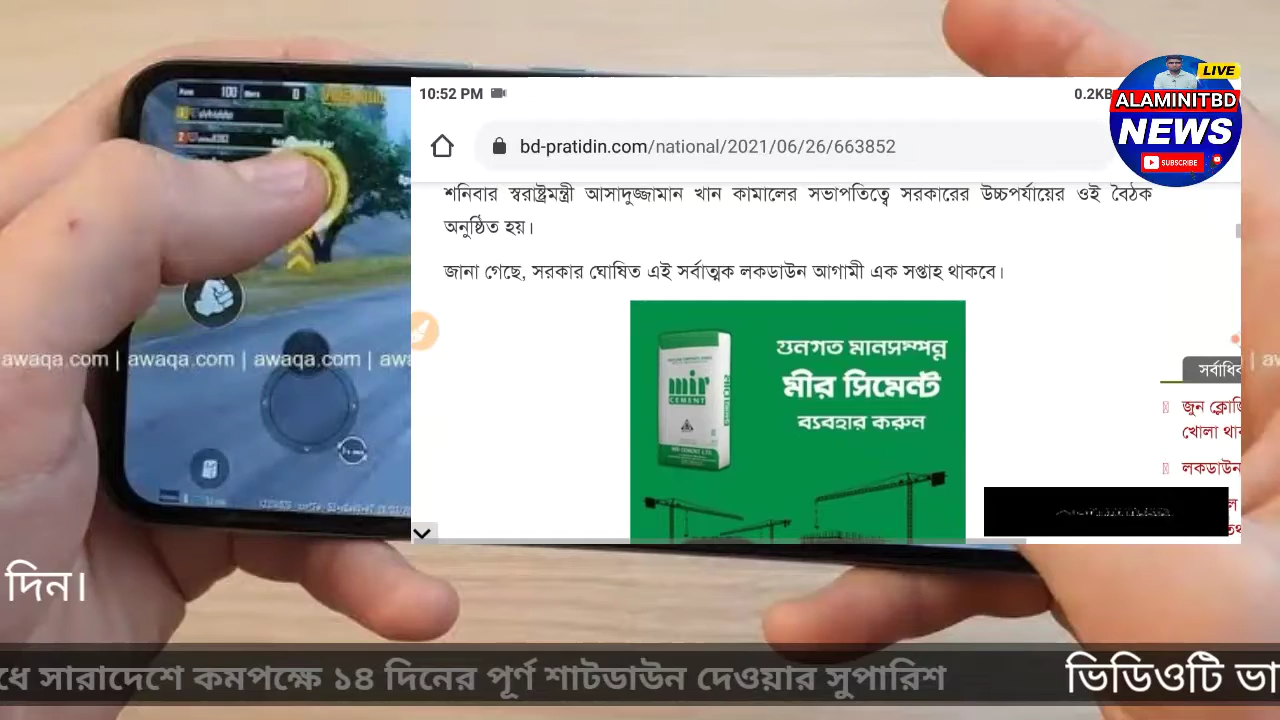 10:52 PM
0.2KB
LIVE
ALAMINITBD
NEWS
SUBSCRIBE
bd-pratidin.com/national/2021/06/26/663852
শনিবার স্বরাষ্ট্রমন্ত্রী আসাদুজ্জামান খান কামালের সভাপতিত্বে সরকারের উচ্চপর্যায়ের ওই বৈঠক
অনুষ্ঠিত হয়।
জানা গেছে, সরকার ঘোষিত এই সর্বাত্মক লকডাউন আগামী এক সপ্তাহ থাকবে।
গুনগত মানসম্পন্ন
মীর সিমেন্ট
ব্যবহার করুন
mir
CEMENT
awaqa.com | awaqa.com | awaqa.com | awa
সর্বাধিক
জুন ক্লোজি
খোলা থাক
লকডাউন
দিন।
ধে সারাদেশে কমপক্ষে ১৪ দিনের পূর্ণ শাটডাউন দেওয়ার সুপারিশ
ভিডিওটি ভা